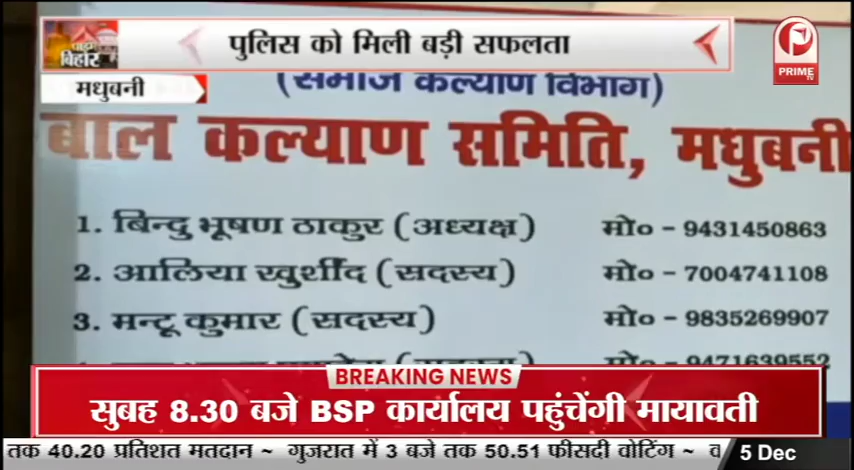 प्राइम बिहार
पुलिस को मिली बड़ी सफलता
PRIME TV
मधुबनी
(समाज कल्याण विभाग)
बाल कल्याण समिति, मधुबनी
1. बिन्दु भूषण ठाकुर (अध्यक्ष) मो० - 9431450863
2. आलिया खुर्शीद (सदस्य) मो० - 7004741108
3. मन्टू कुमार (सदस्य) मो० - 9835269907
मो० - 9471639552
BREAKING NEWS
सुबह 8.30 बजे BSP कार्यालय पहुंचेंगी मायावती
तक 40.20 प्रतिशत मतदान ~ गुजरात में 3 बजे तक 50.51 फीसदी वोटिंग ~
5 Dec